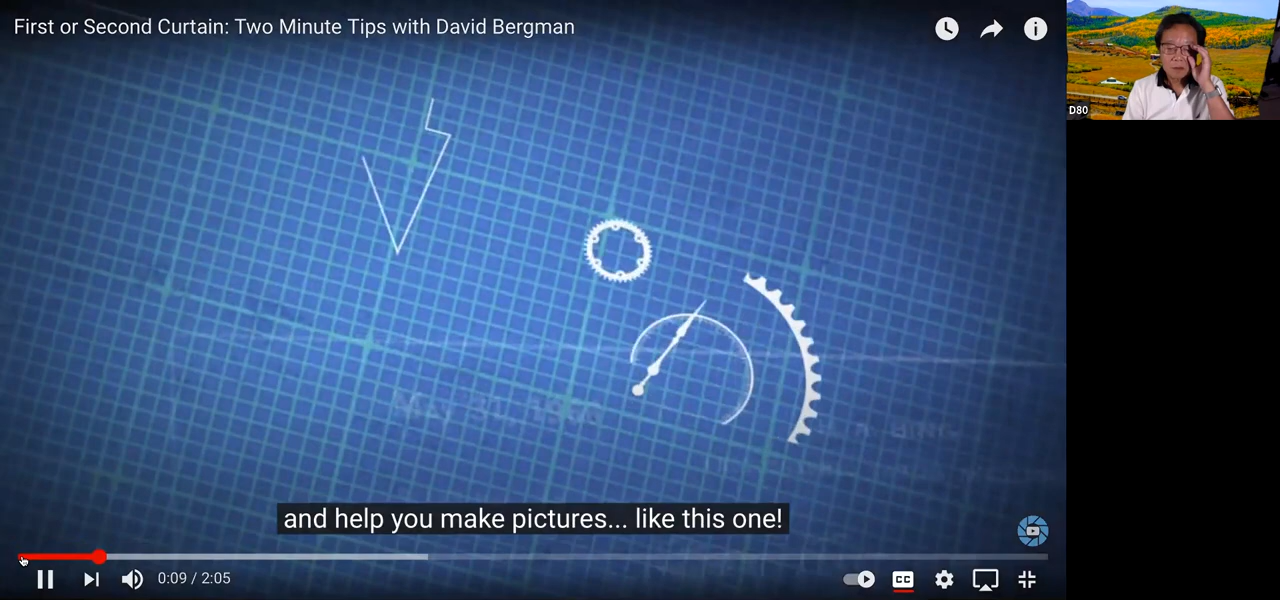 First or Second Curtain: Two Minute Tips with David Bergman
D80
and help you make pictures... like this one!
0:09 / 2:05
CC